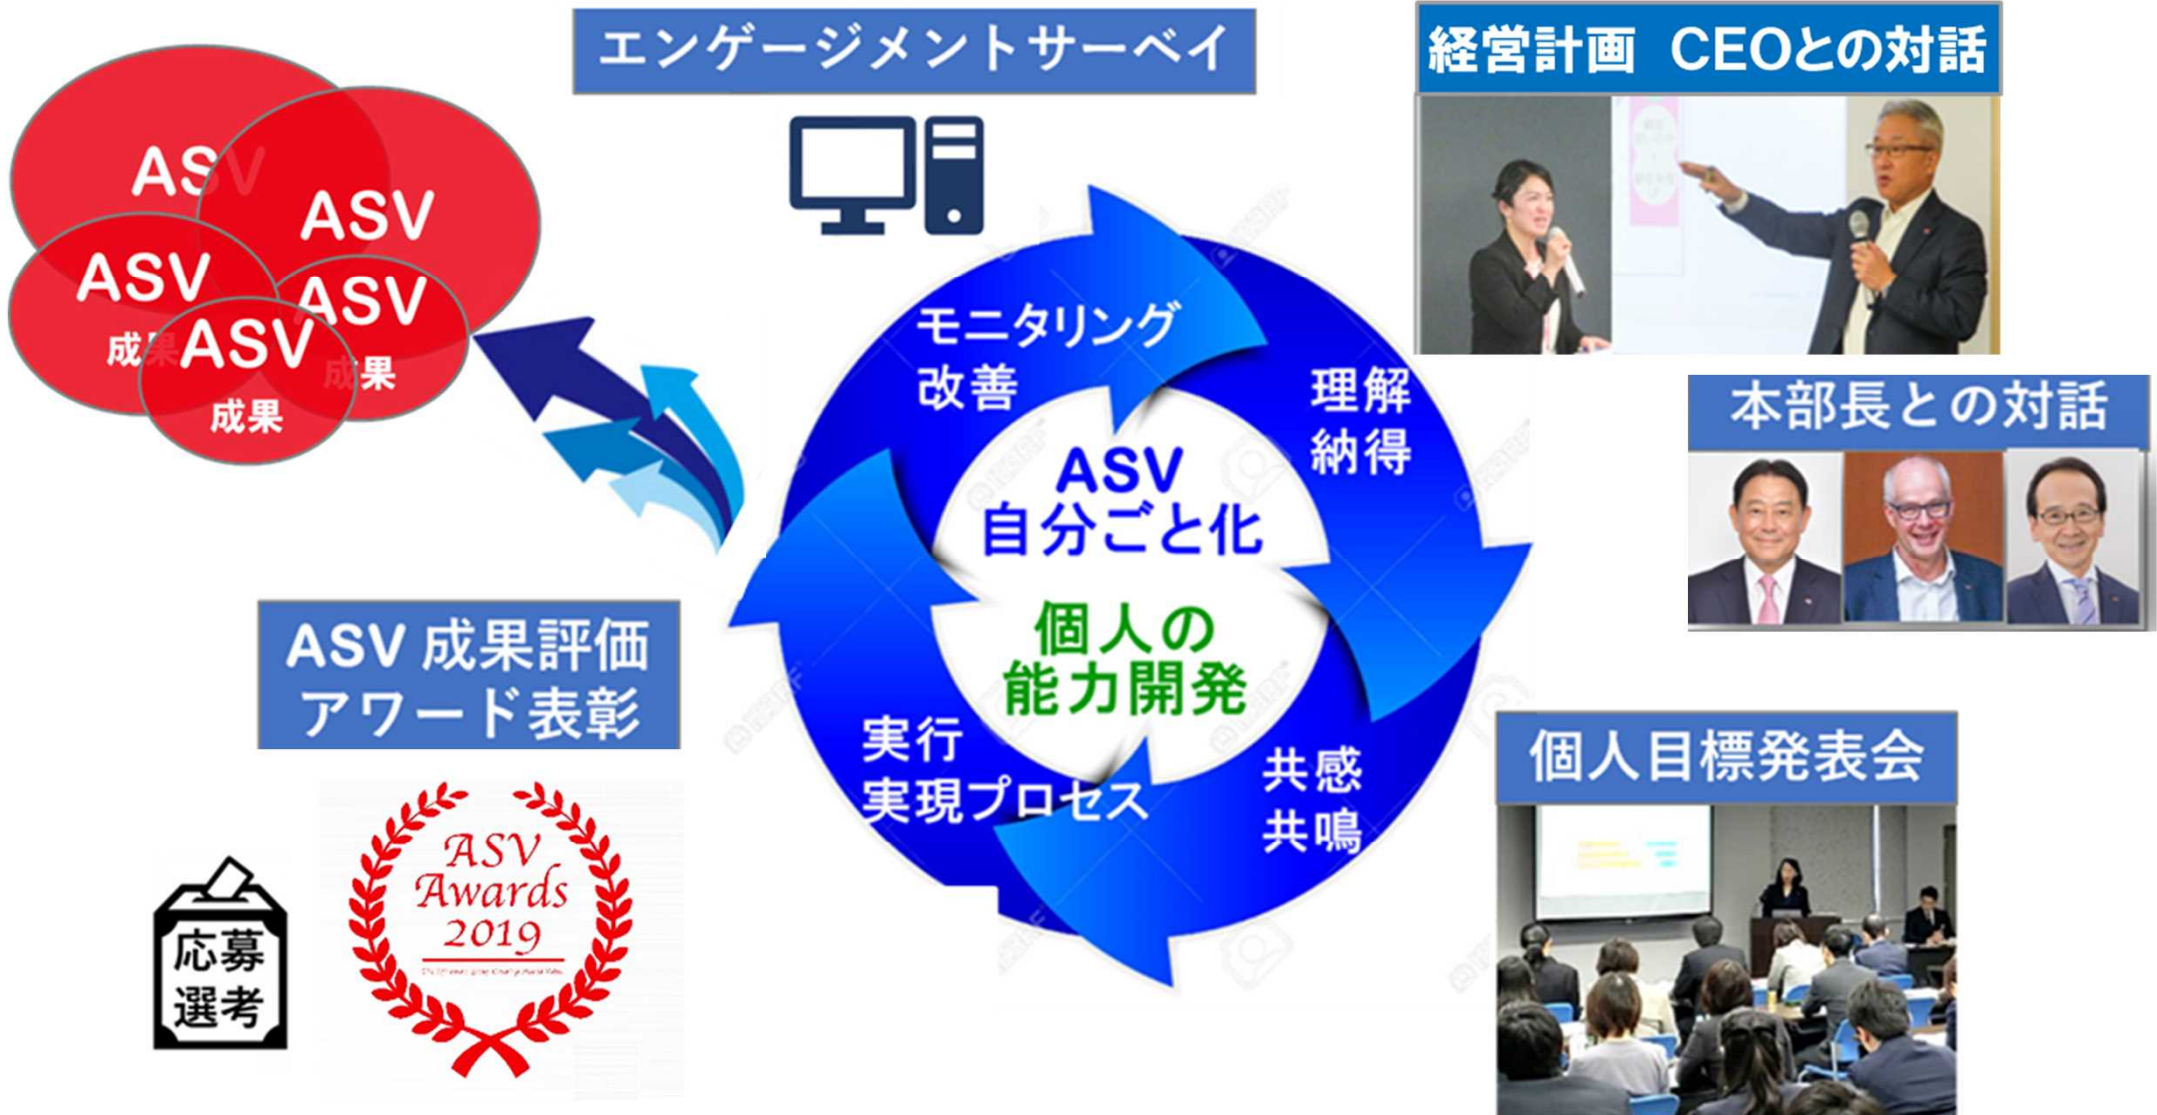 エンゲージメントサーベイ
経営計画 CEOとの対話
ASV
ASV
ASV
ASV
成果
ASV
成果
成果
モニタリング
改善
理解
納得
ASV
自分ごと化
個人の
能力開発
実行
実現プロセス
共感
共鳴
本部長との対話
ASV 成果評価
アワード表彰
個人目標発表会
ASV
Awards
2019
応募
選考